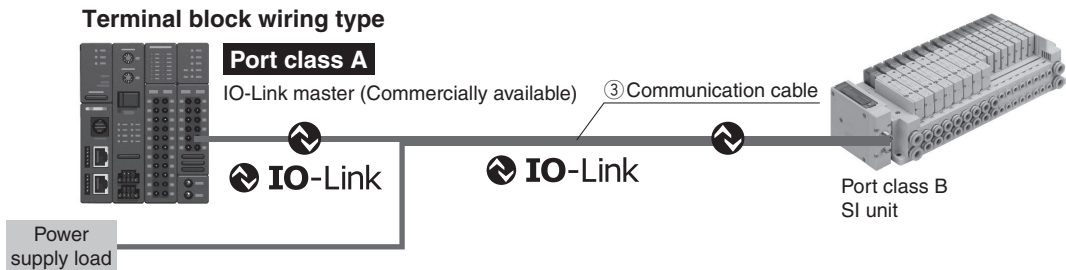 Terminal block wiring type
Port class A
IO-Link master (Commercially available)
③Communication cable
IO-Link
IO-Link
Port class B
SI unit
Power
supply load